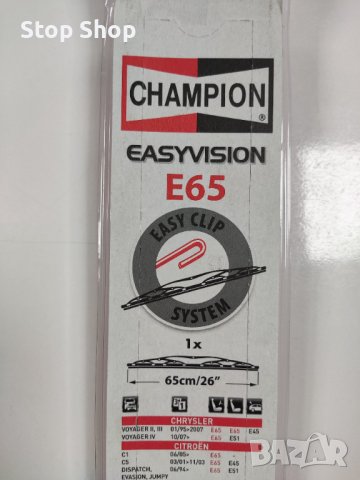 Stop Shop
CHAMPION
®
EASYVISION
E65
EASY CLIP
SYSTEM
1x
65cm/26"
CHRYSLER
VOYAGER II, III 01/95>2007 E65 E65 E45
VOYAGER IV 10/07> E65 E51
CITROËN
C1 06/05> E65 -
C5 03/01>11/03 E65 E45
DISPATCH, 06/94> E65 E51
EVASION, JUMPY
BAZAR